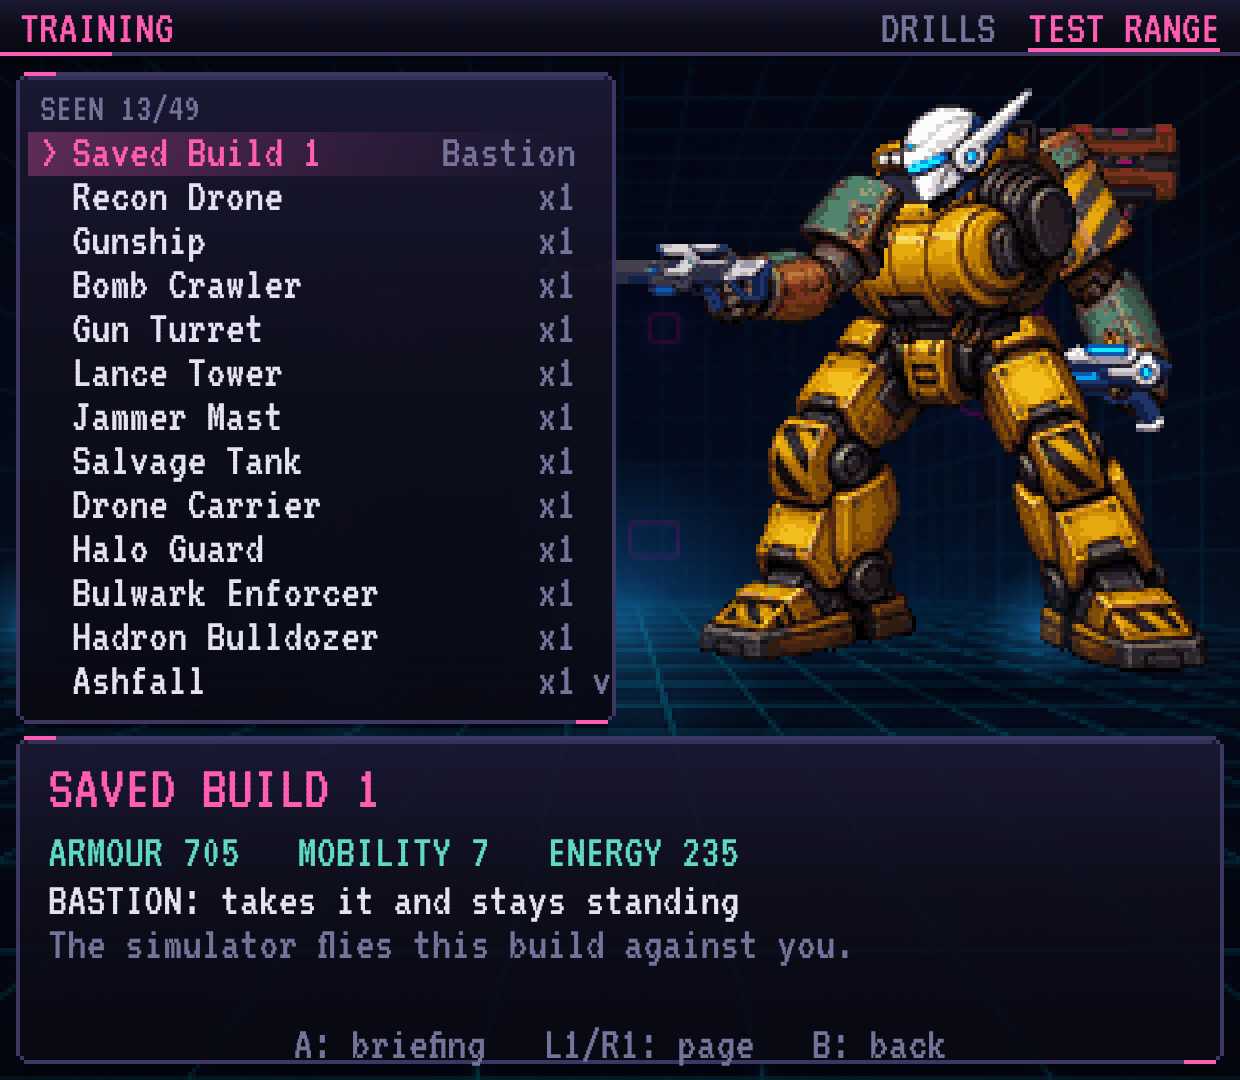 TRAINING DRILLS TEST RANGE
SEEN 13/49
> Saved Build 1 Bastion
Recon Drone x1
Gunship x1
Bomb Crawler x1
Gun Turret x1
Lance Tower x1
Jammer Mast x1
Salvage Tank x1
Drone Carrier x1
Halo Guard x1
Bulwark Enforcer x1
Hadron Bulldozer x1
Ashfall x1 v
SAVED BUILD 1
ARMOUR 705 MOBILITY 7 ENERGY 235
BASTION: takes it and stays standing
The simulator flies this build against you.
A: briefing L1/R1: page B: back